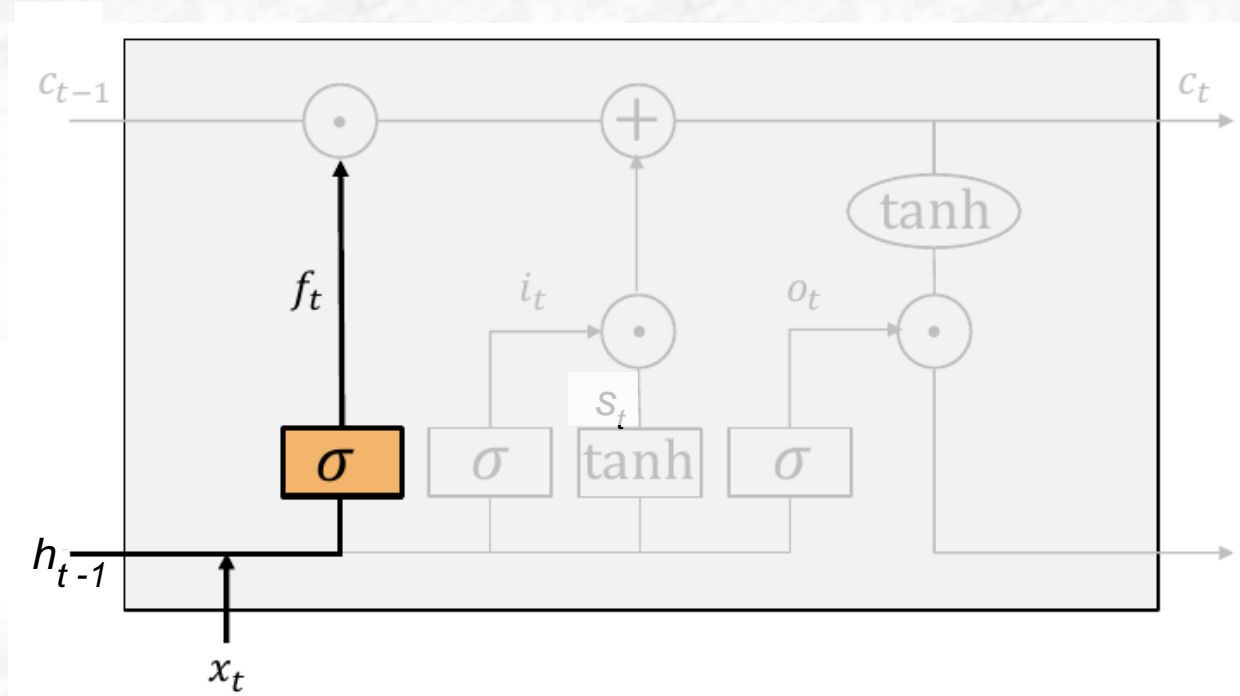 c_{t−1} · + c_t
tanh
f_t i_t · o_t ·
s_t
σ σ tanh σ
h_{t-1}
x_t